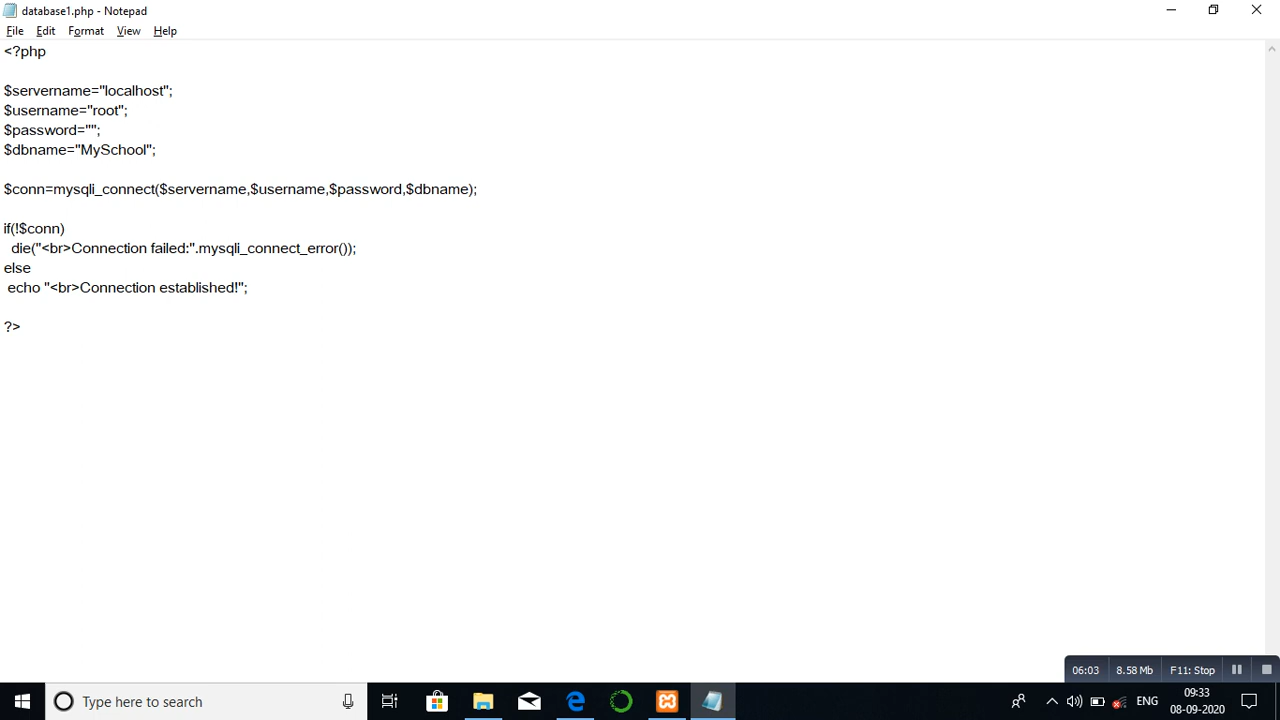 database1.php - Notepad
File Edit Format View Help
<?php
$servername="localhost";
$username="root";
$password="";
$dbname="MySchool";
$conn=mysqli_connect($servername,$username,$password,$dbname);
if(!$conn)
die("<br>Connection failed:".mysqli_connect_error());
else
echo "<br>Connection established!";
?>
06:03 8.58 Mb F11: Stop
Type here to search
ENG
09:33
08-09-2020